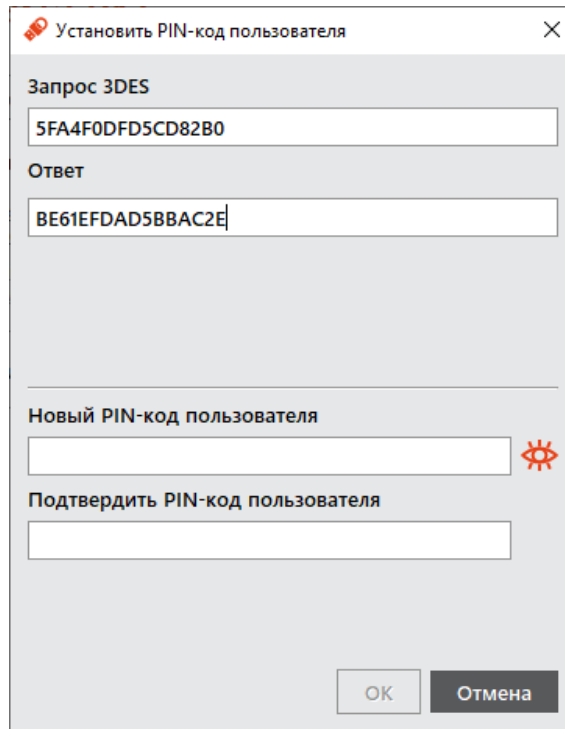 Установить PIN-код пользователя
Запрос 3DES
5FA4F0DFD5CD82B0
Ответ
BE61EFDAD5BBAC2E
Новый PIN-код пользователя
Подтвердить PIN-код пользователя
OK
Отмена